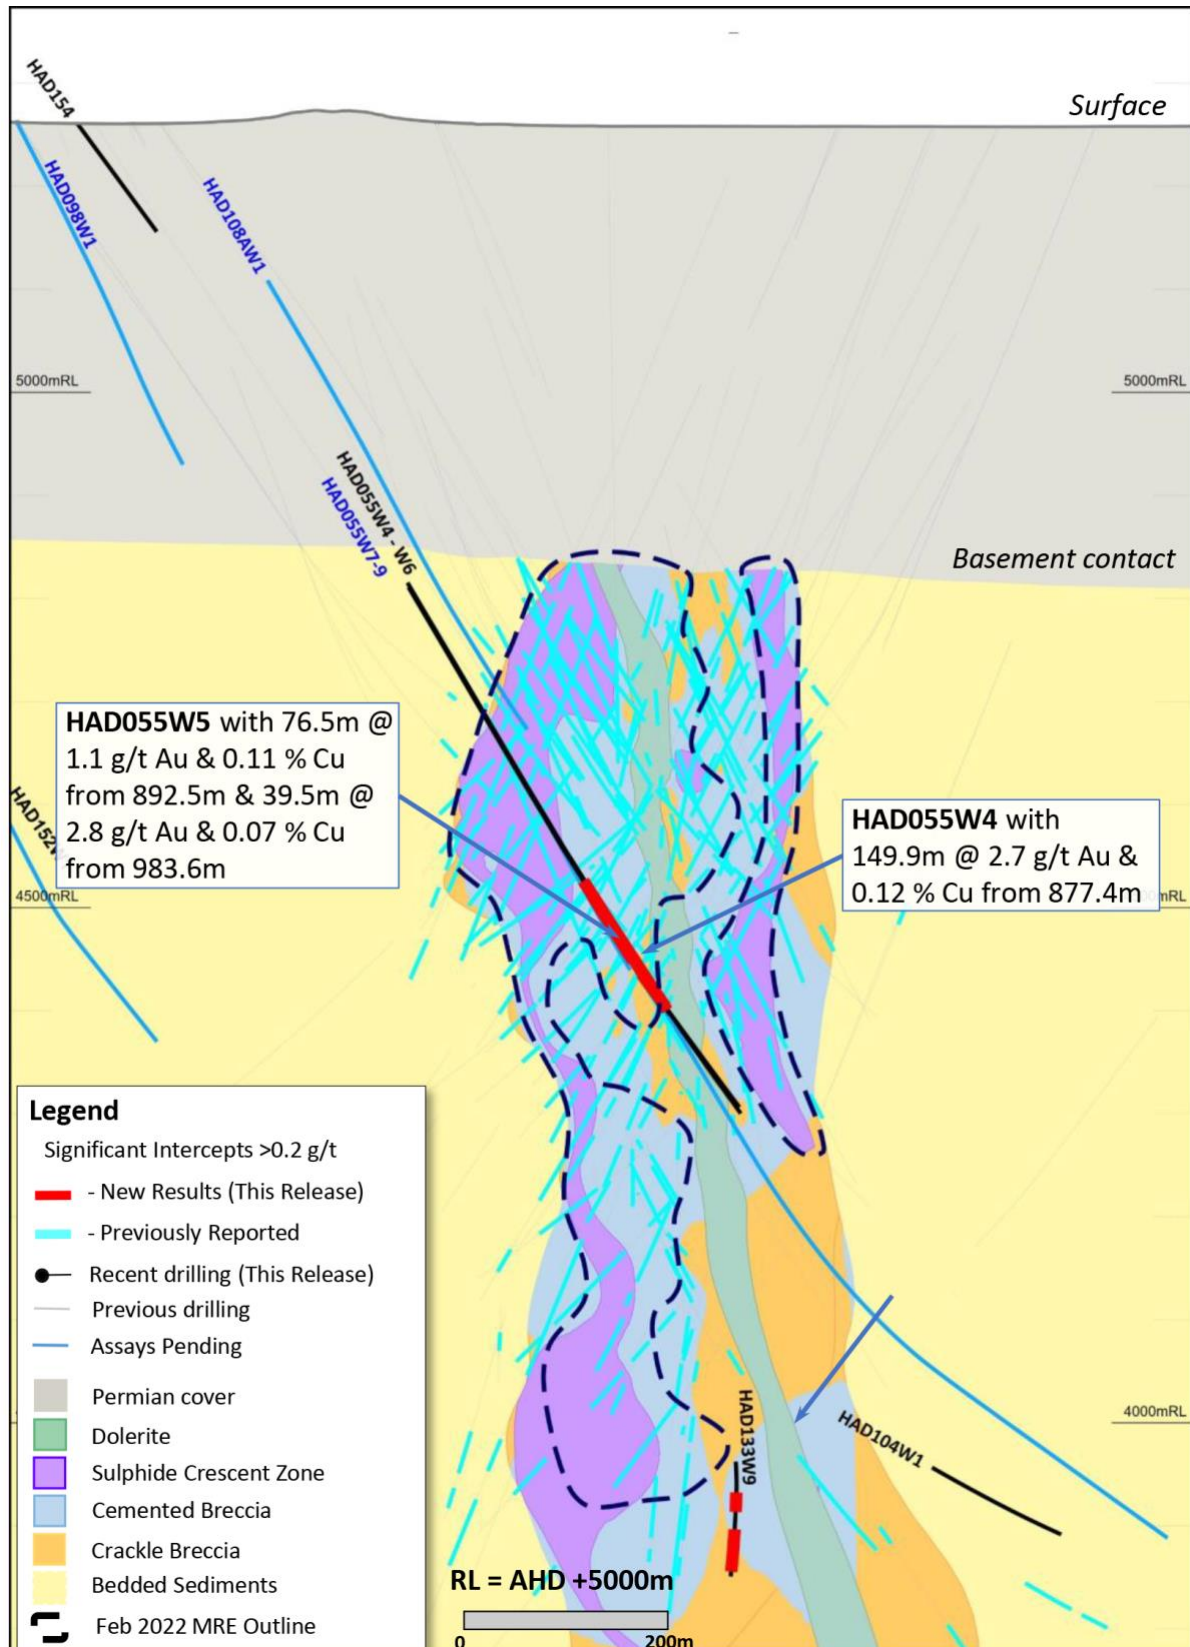 HAD154
Surface
HAD098W1
HAD108AW1
5000mRL
5000mRL
HAD055W4 - W6
HAD055W7-9
Basement contact
HAD055W5 with 76.5m @
1.1 g/t Au & 0.11 % Cu
from 892.5m & 39.5m @
2.8 g/t Au & 0.07 % Cu
from 983.6m
HAD152W
HAD055W4 with
149.9m @ 2.7 g/t Au &
0.12 % Cu from 877.4m
4500mRL
mRL
Legend
Significant Intercepts >0.2 g/t
- New Results (This Release)
- Previously Reported
Recent drilling (This Release)
Previous drilling
Assays Pending
Permian cover
Dolerite
Sulphide Crescent Zone
Cemented Breccia
Crackle Breccia
Bedded Sediments
Feb 2022 MRE Outline
4000mRL
HAD133W9
HAD104W1
RL = AHD +5000m
0 200m